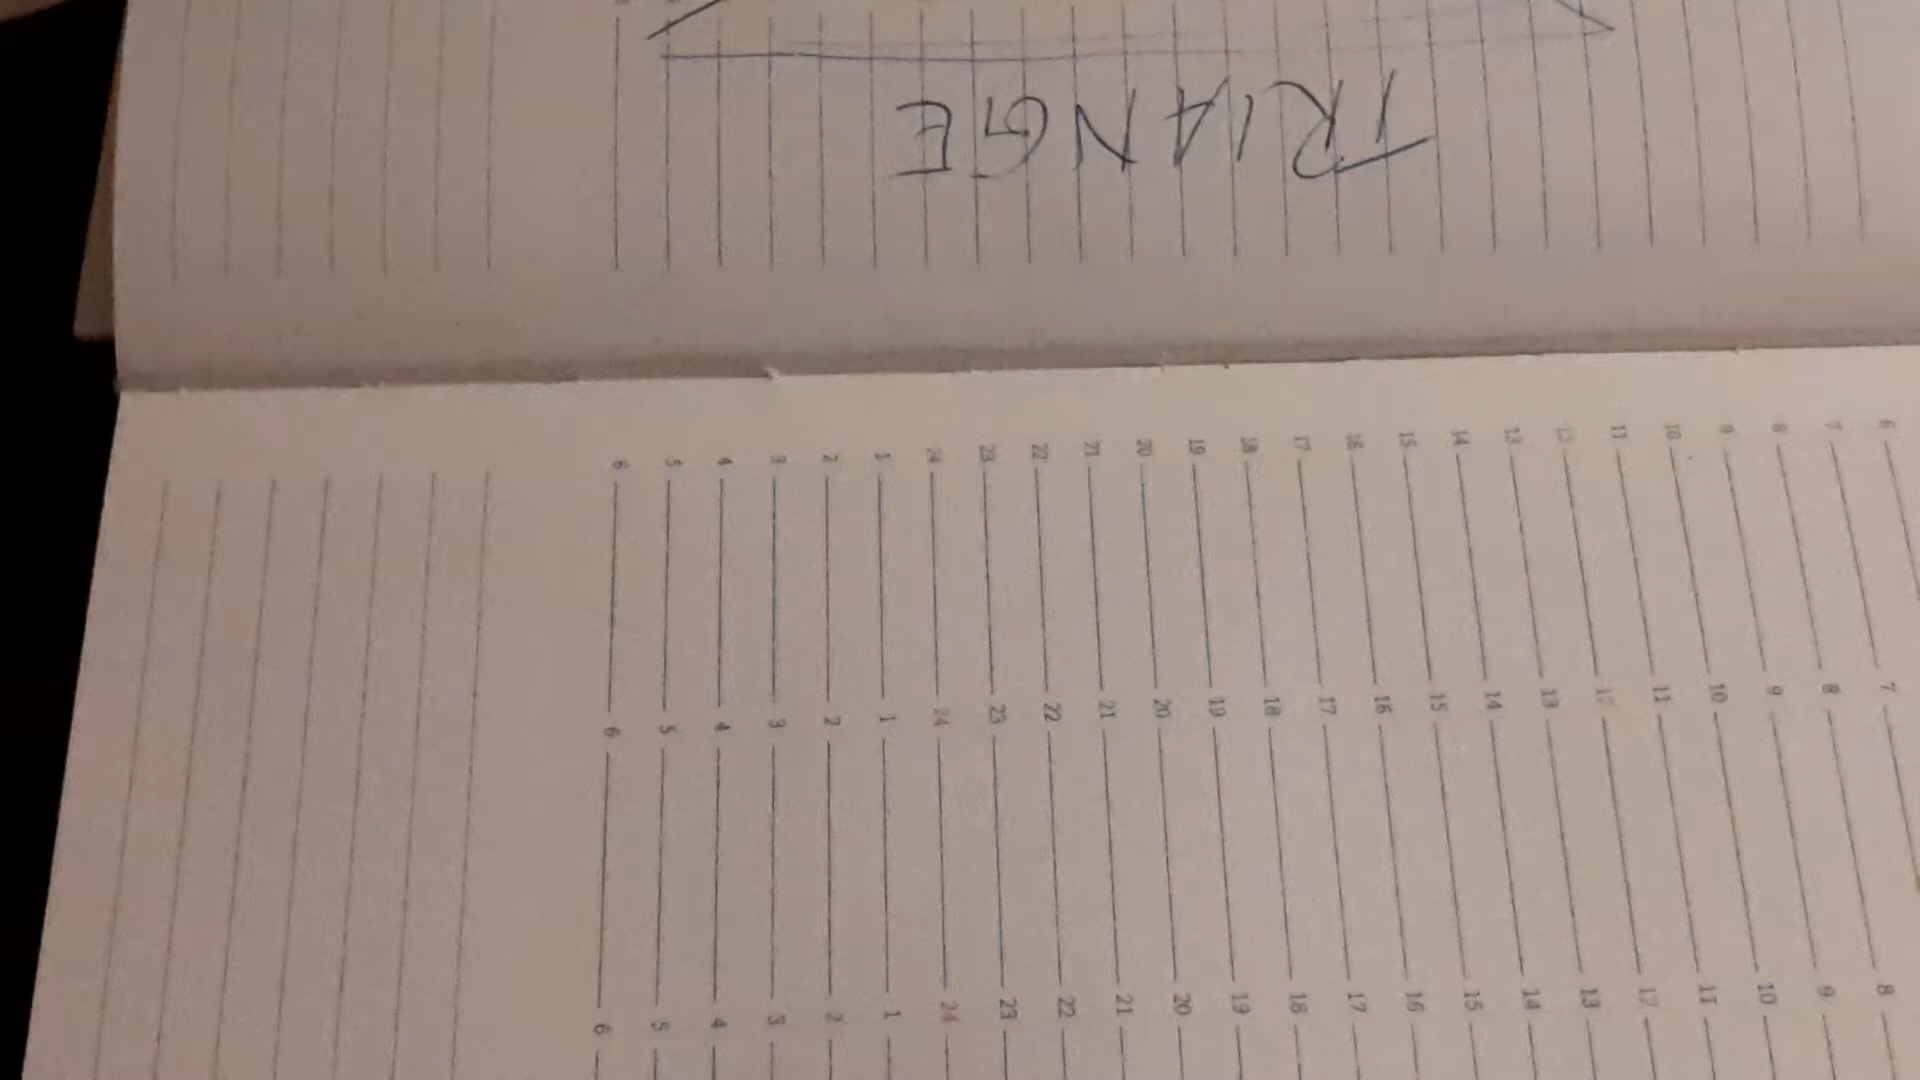 TRIANGE
6
7 7
8 8 8
9 9 9
10 10 10
11 11 11
12 12 12
13 13 13
14 14 14
15 15 15
16 16 16
17 17 17
18 18 18
19 19 19
20 20 20
21 21 21
22 22 22
23 23 23
24 24 24
1 1 1
2 2 2
3 3 3
4 4 4
5 5 5
6 6 6